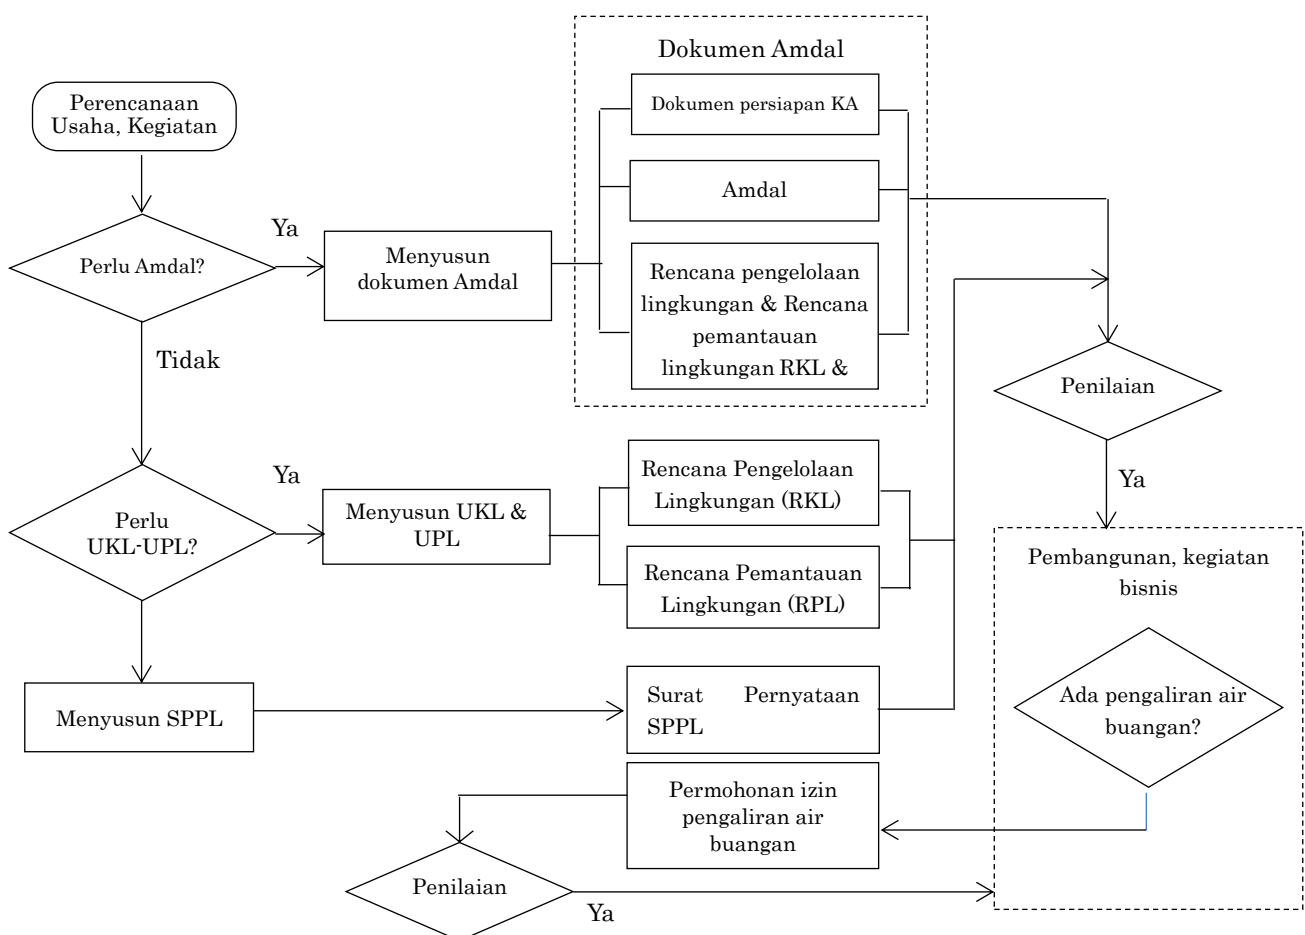 Dokumen Amdal
Perencanaan
Usaha, Kegiatan
Dokumen persiapan KA
Amdal
Ya
Perlu Amdal?
Menyusun
dokumen Amdal
Rencana pengelolaan
lingkungan & Rencana
pemantauan
lingkungan RKL &
Tidak
Penilaian
Ya
Ya
Perlu
UKL-UPL?
Menyusun UKL &
UPL
Rencana Pengelolaan
Lingkungan (RKL)
Rencana Pemantauan
Lingkungan (RPL)
Pembangunan, kegiatan
bisnis
Menyusun SPPL
Surat Pernyataan
SPPL
Ada pengaliran air
buangan?
Permohonan izin
pengaliran air
buangan
Penilaian
Ya